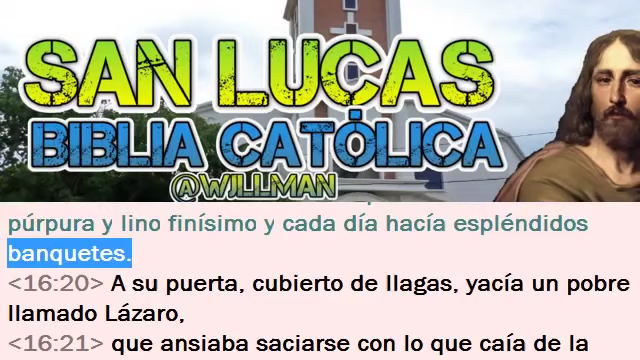 SAN LUCAS
BIBLIA CATÓLICA
@WJLLMAN
púrpura y lino finísimo y cada día hacía espléndidos
banquetes.
<16:20> A su puerta, cubierto de llagas, yacía un pobre
llamado Lázaro,
<16:21> que ansiaba saciarse con lo que caía de la